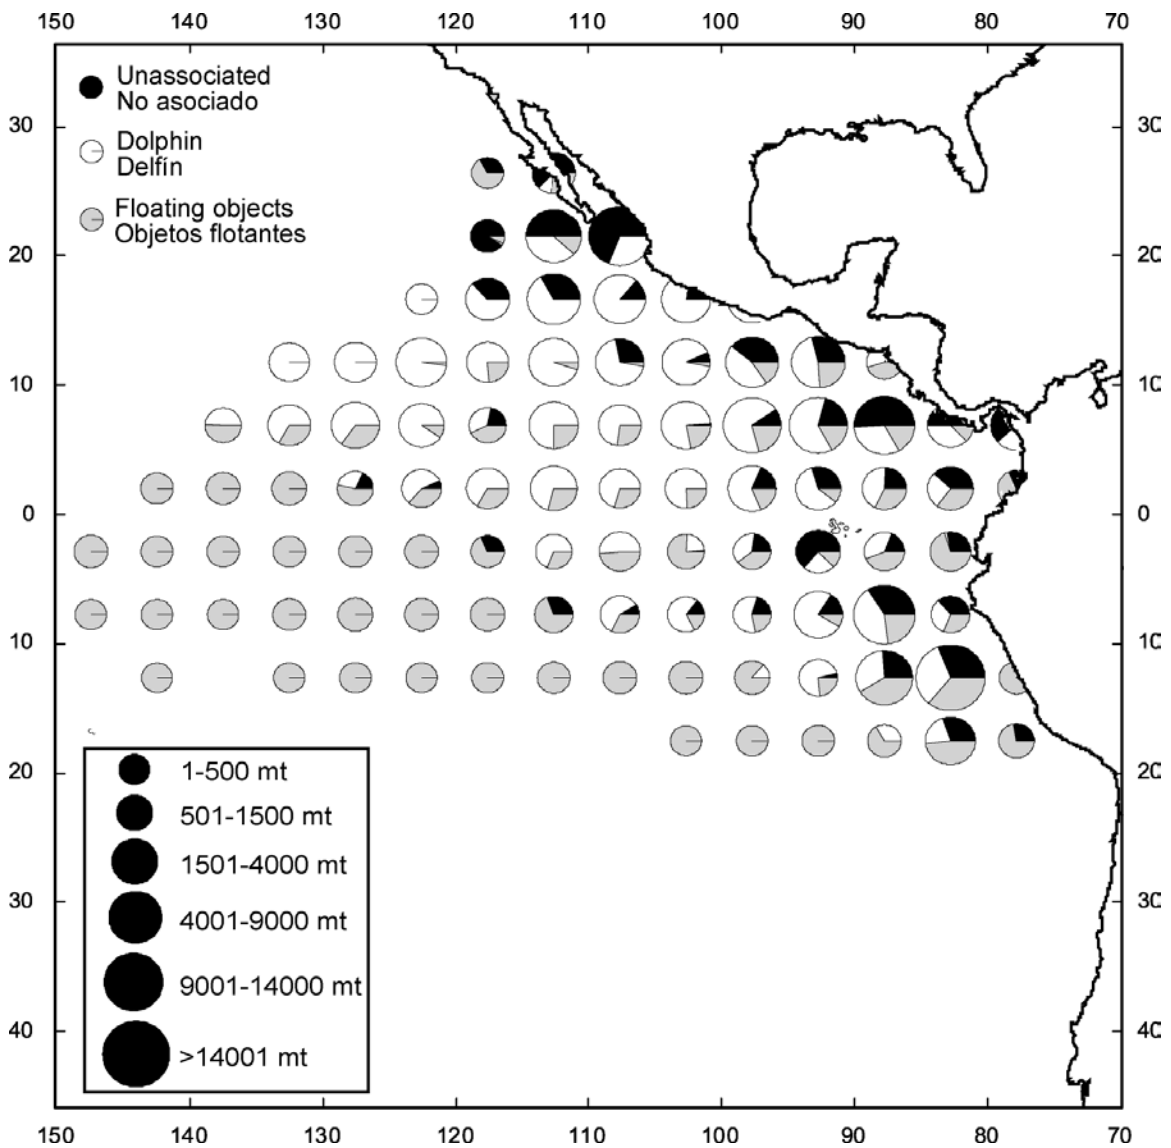 150 140 130 120 110 100 90 80 70
Unassociated
No asociado
Dolphin
Delfín
Floating objects
Objetos flotantes
30 30
20 20
10 10
0 0
10 10
20 20
30 30
40 40
1-500 mt
501-1500 mt
1501-4000 mt
4001-9000 mt
9001-14000 mt
>14001 mt
150 140 130 120 110 100 90 80 70